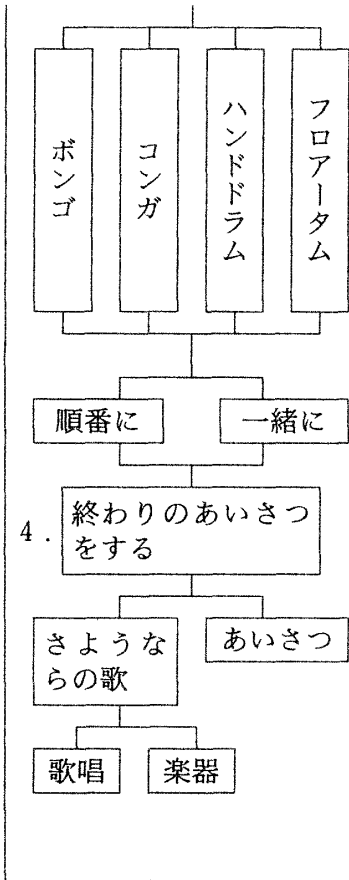 ボンゴ
コンガ
ハンドドラム
フロアータム
順番に
一緒に
4.
終わりのあいさつ
をする
さような
らの歌
あいさつ
歌唱
楽器